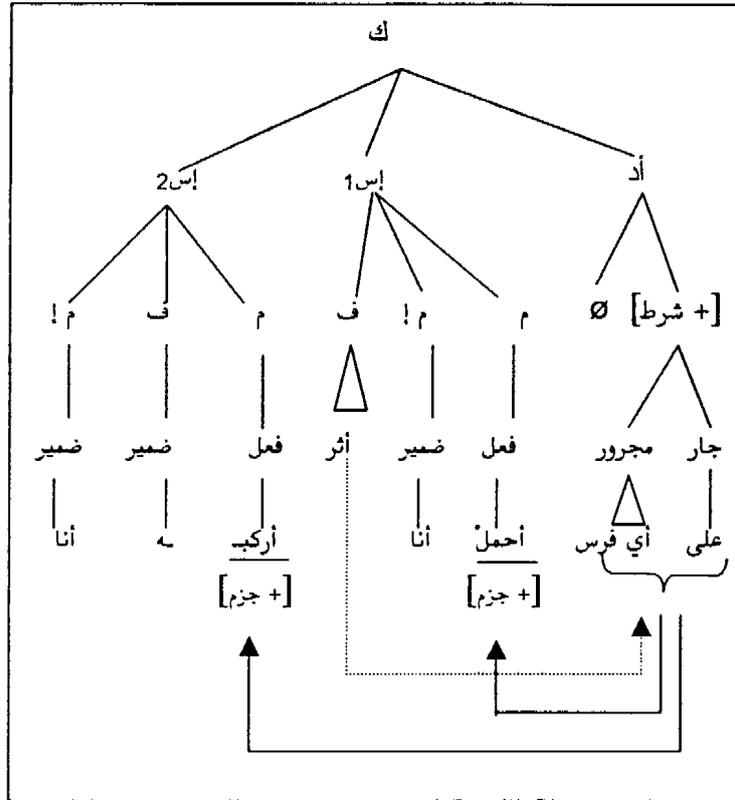 ك
أد إس1 إس2
[+ شرط] Ø م م ! ف م ف م !
جار مجرور فعل ضمير أثر فعل ضمير ضمير
على أي فرس أحملْ أنا أركبـ ـه أنا
[+ جزم] [+ جزم]